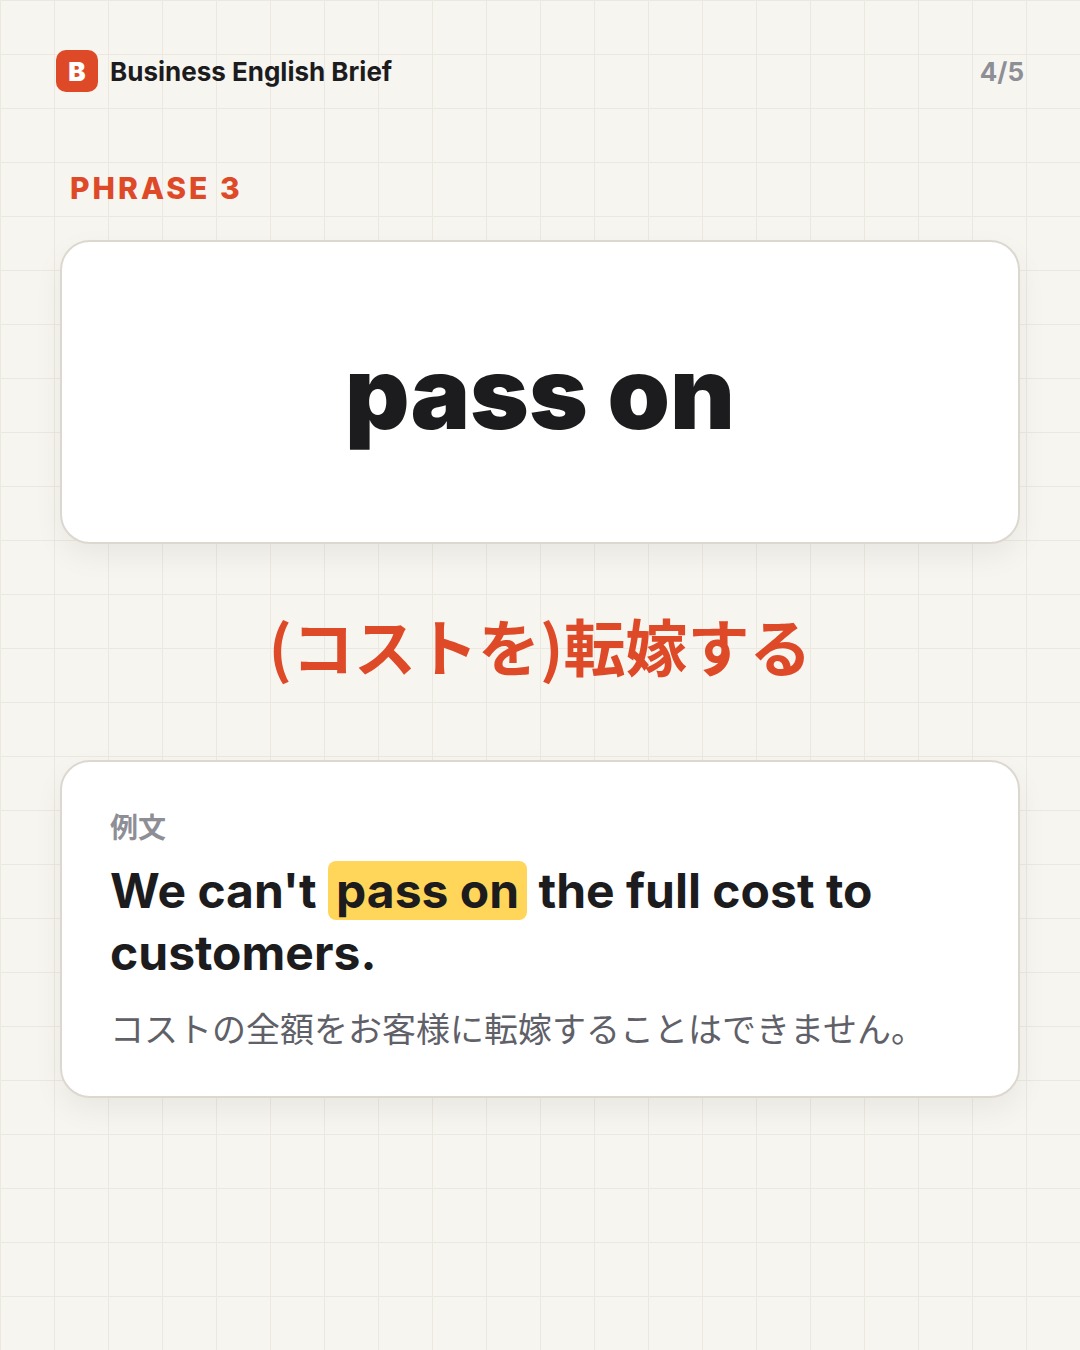 B Business English Brief
4/5
PHRASE 3
pass on
(コストを)転嫁する
例文
We can't pass on the full cost to
customers.
コストの全額をお客様に転嫁することはできません。